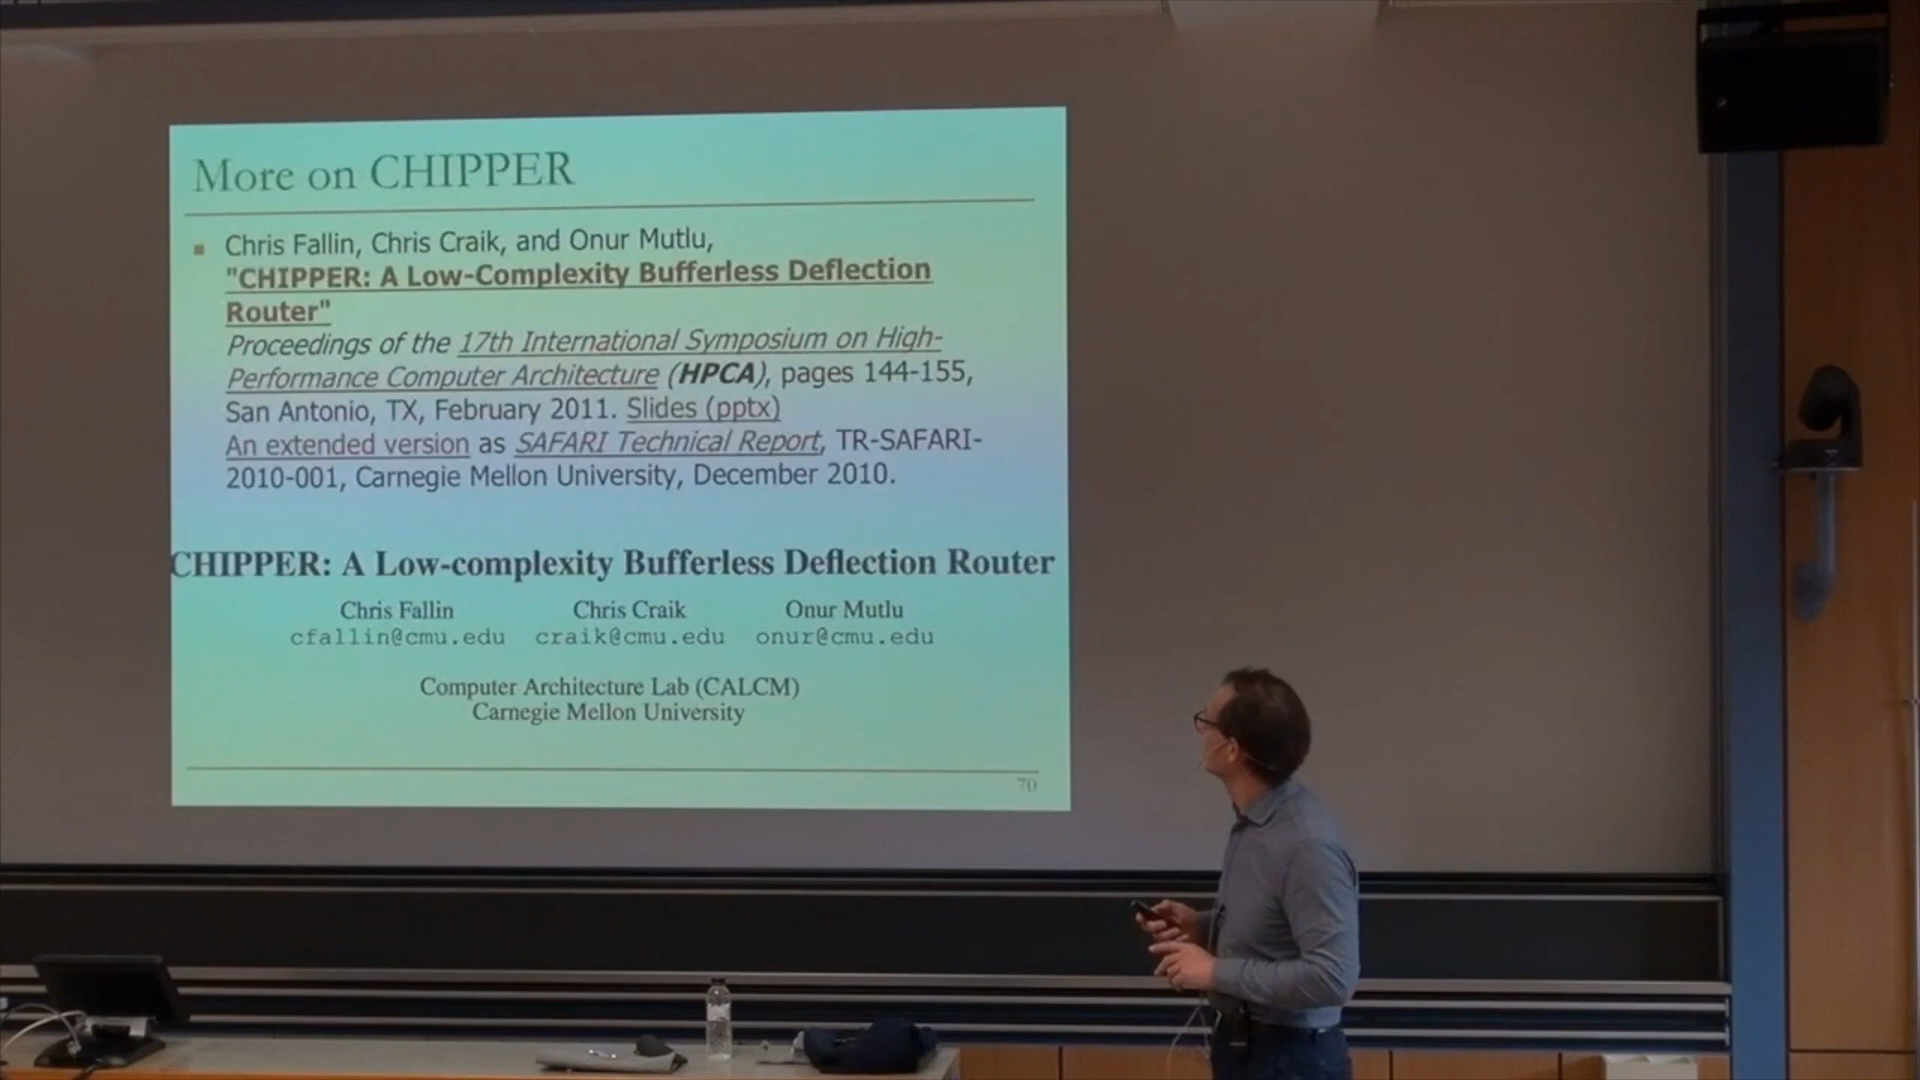 More on CHIPPER
Chris Fallin, Chris Craik, and Onur Mutlu,
"CHIPPER: A Low-Complexity Bufferless Deflection
Router"
Proceedings of the 17th International Symposium on High-
Performance Computer Architecture (HPCA), pages 144-155,
San Antonio, TX, February 2011. Slides (pptx)
An extended version as SAFARI Technical Report, TR-SAFARI-
2010-001, Carnegie Mellon University, December 2010.
CHIPPER: A Low-complexity Bufferless Deflection Router
Chris Fallin Chris Craik Onur Mutlu
cfallin@cmu.edu craik@cmu.edu onur@cmu.edu
Computer Architecture Lab (CALCM)
Carnegie Mellon University
70